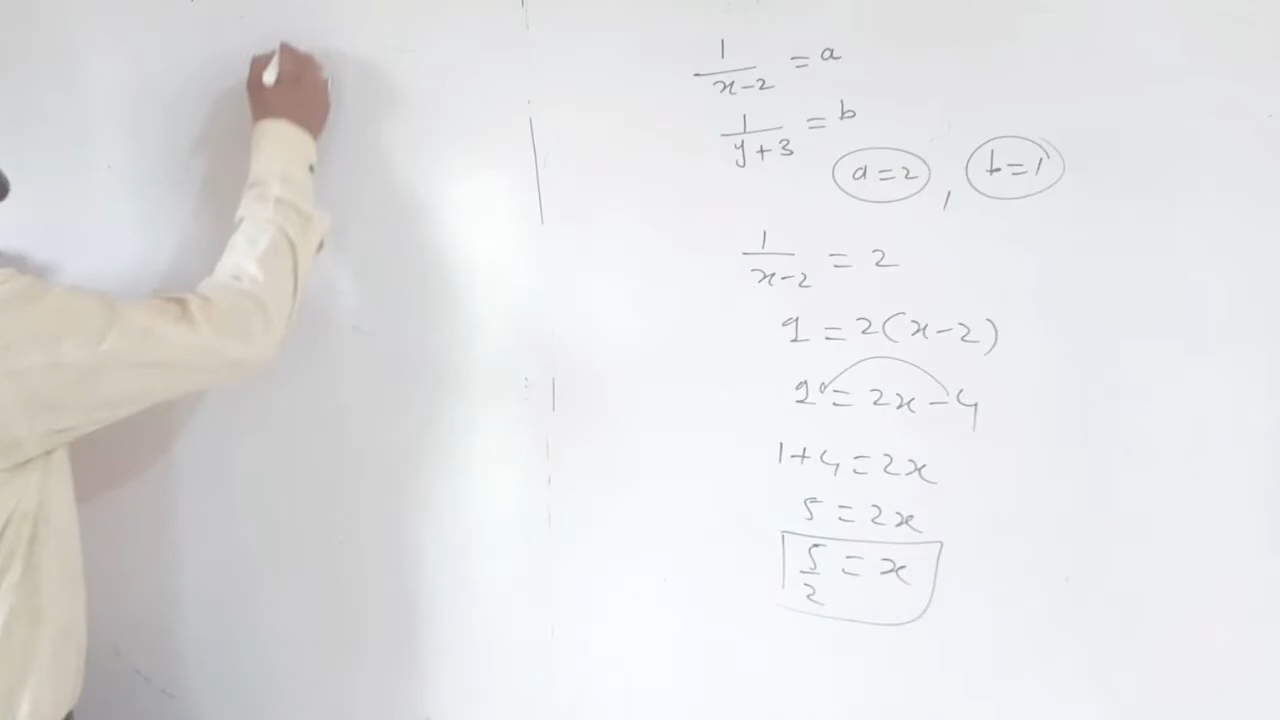 1/(x-2) = a
1/(y+3) = b
a=2 , b=1
1/(x-2) = 2
1 = 2(x-2)
1 = 2x-4
1+4 = 2x
5 = 2x
5/2 = x